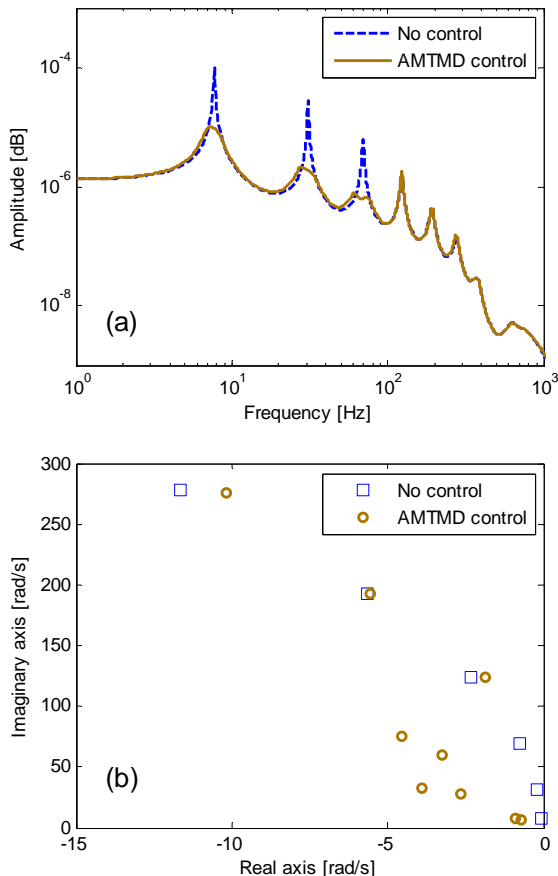 10^-4
10^-6
10^-8
Amplitude [dB]
No control
AMTMD control
(a)
10^0
10^1
10^2
10^3
Frequency [Hz]
300
250
200
150
100
50
0
Imaginary axis [rad/s]
No control
AMTMD control
(b)
-15
-10
-5
0
Real axis [rad/s]